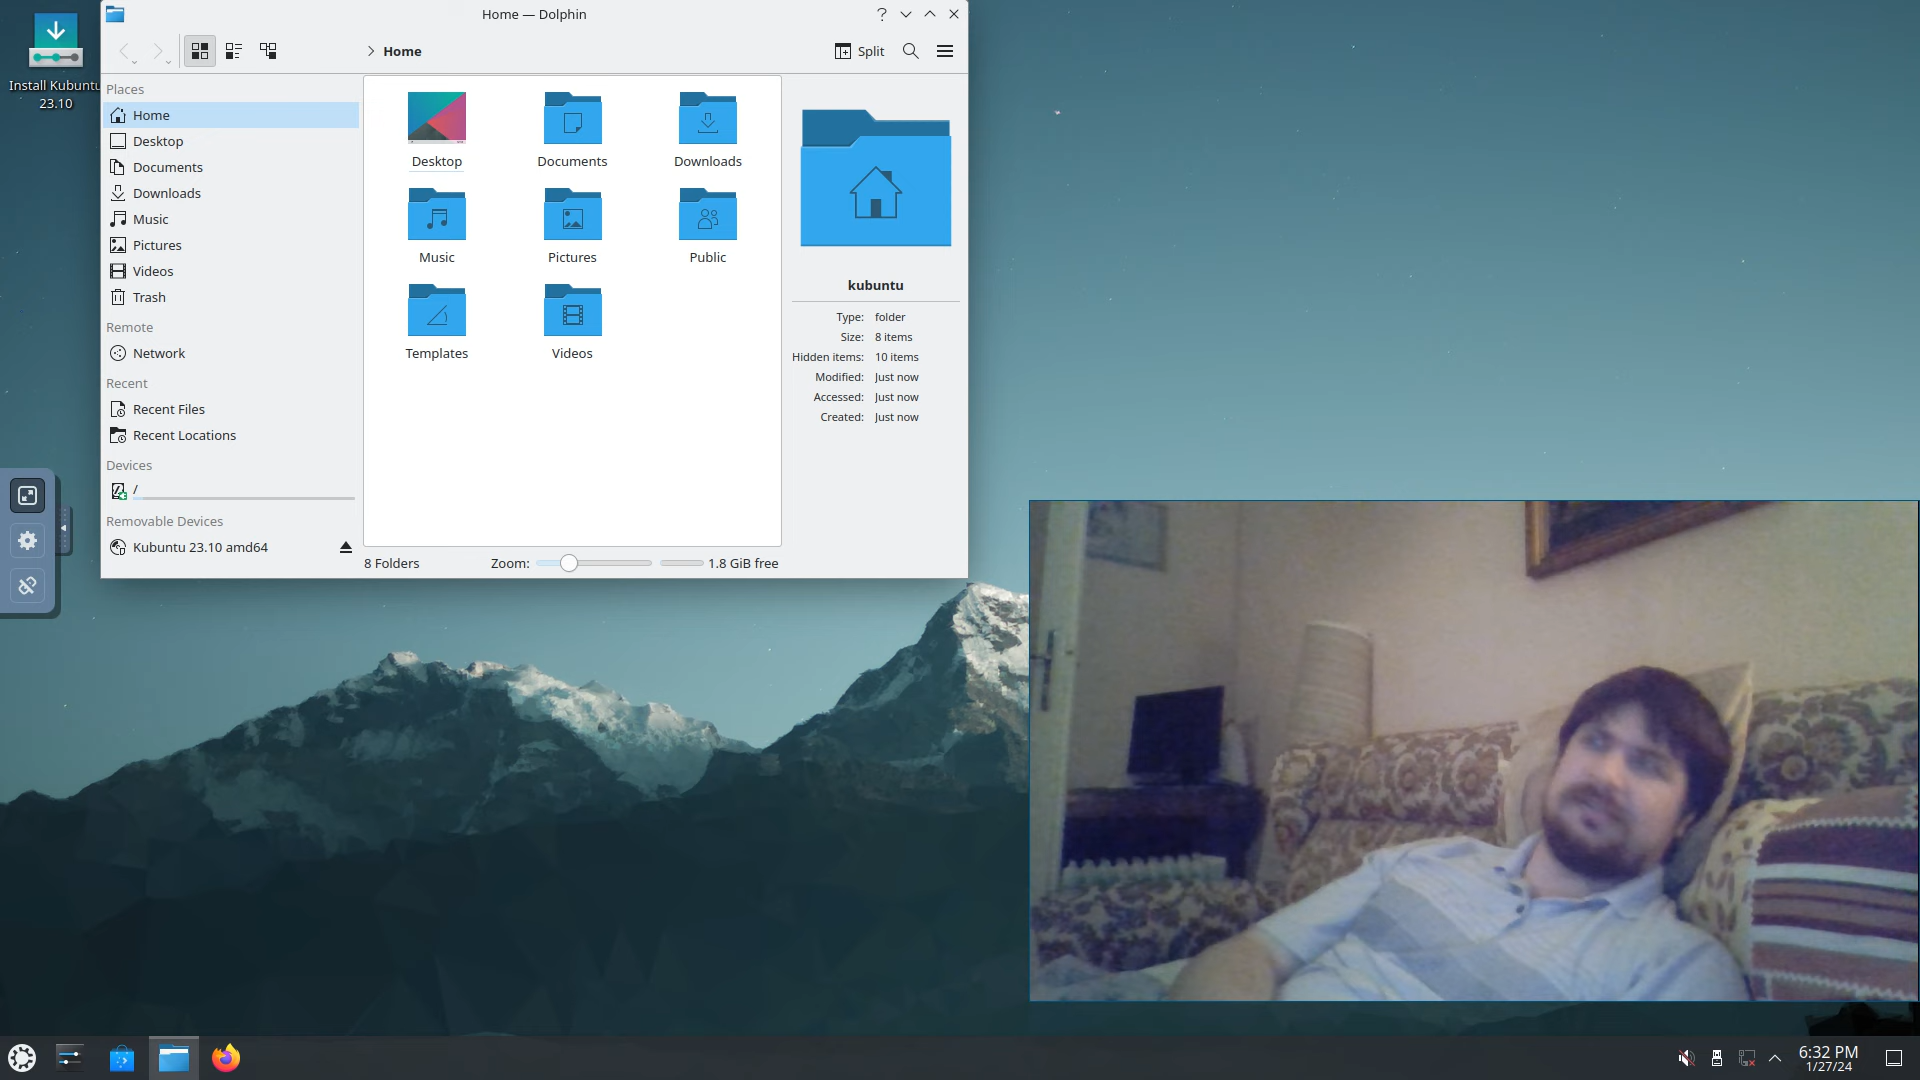 Install Kubuntu
23.10
Home — Dolphin
Split
Home
Places
Home
Desktop
Documents
Downloads
Music
Pictures
Videos
Trash
Remote
Network
Recent
Recent Files
Recent Locations
Devices
/
Removable Devices
Kubuntu 23.10 amd64
Desktop
Documents
Downloads
Music
Pictures
Public
Templates
Videos
8 Folders
Zoom:
1.8 GiB free
kubuntu
Type: folder
Size: 8 items
Hidden items: 10 items
Modified: Just now
Accessed: Just now
Created: Just now
6:32 PM
1/27/24